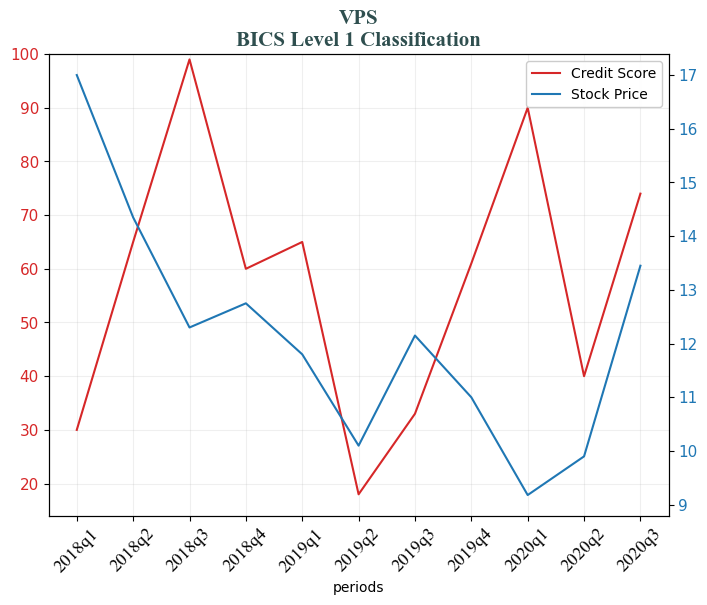 VPS
BICS Level 1 Classification
Credit Score
Stock Price
100
90
80
70
60
50
40
30
20
17
16
15
14
13
12
11
10
9
2018q1
2018q2
2018q3
2018q4
2019q1
2019q2
2019q3
2019q4
2020q1
2020q2
2020q3
periods